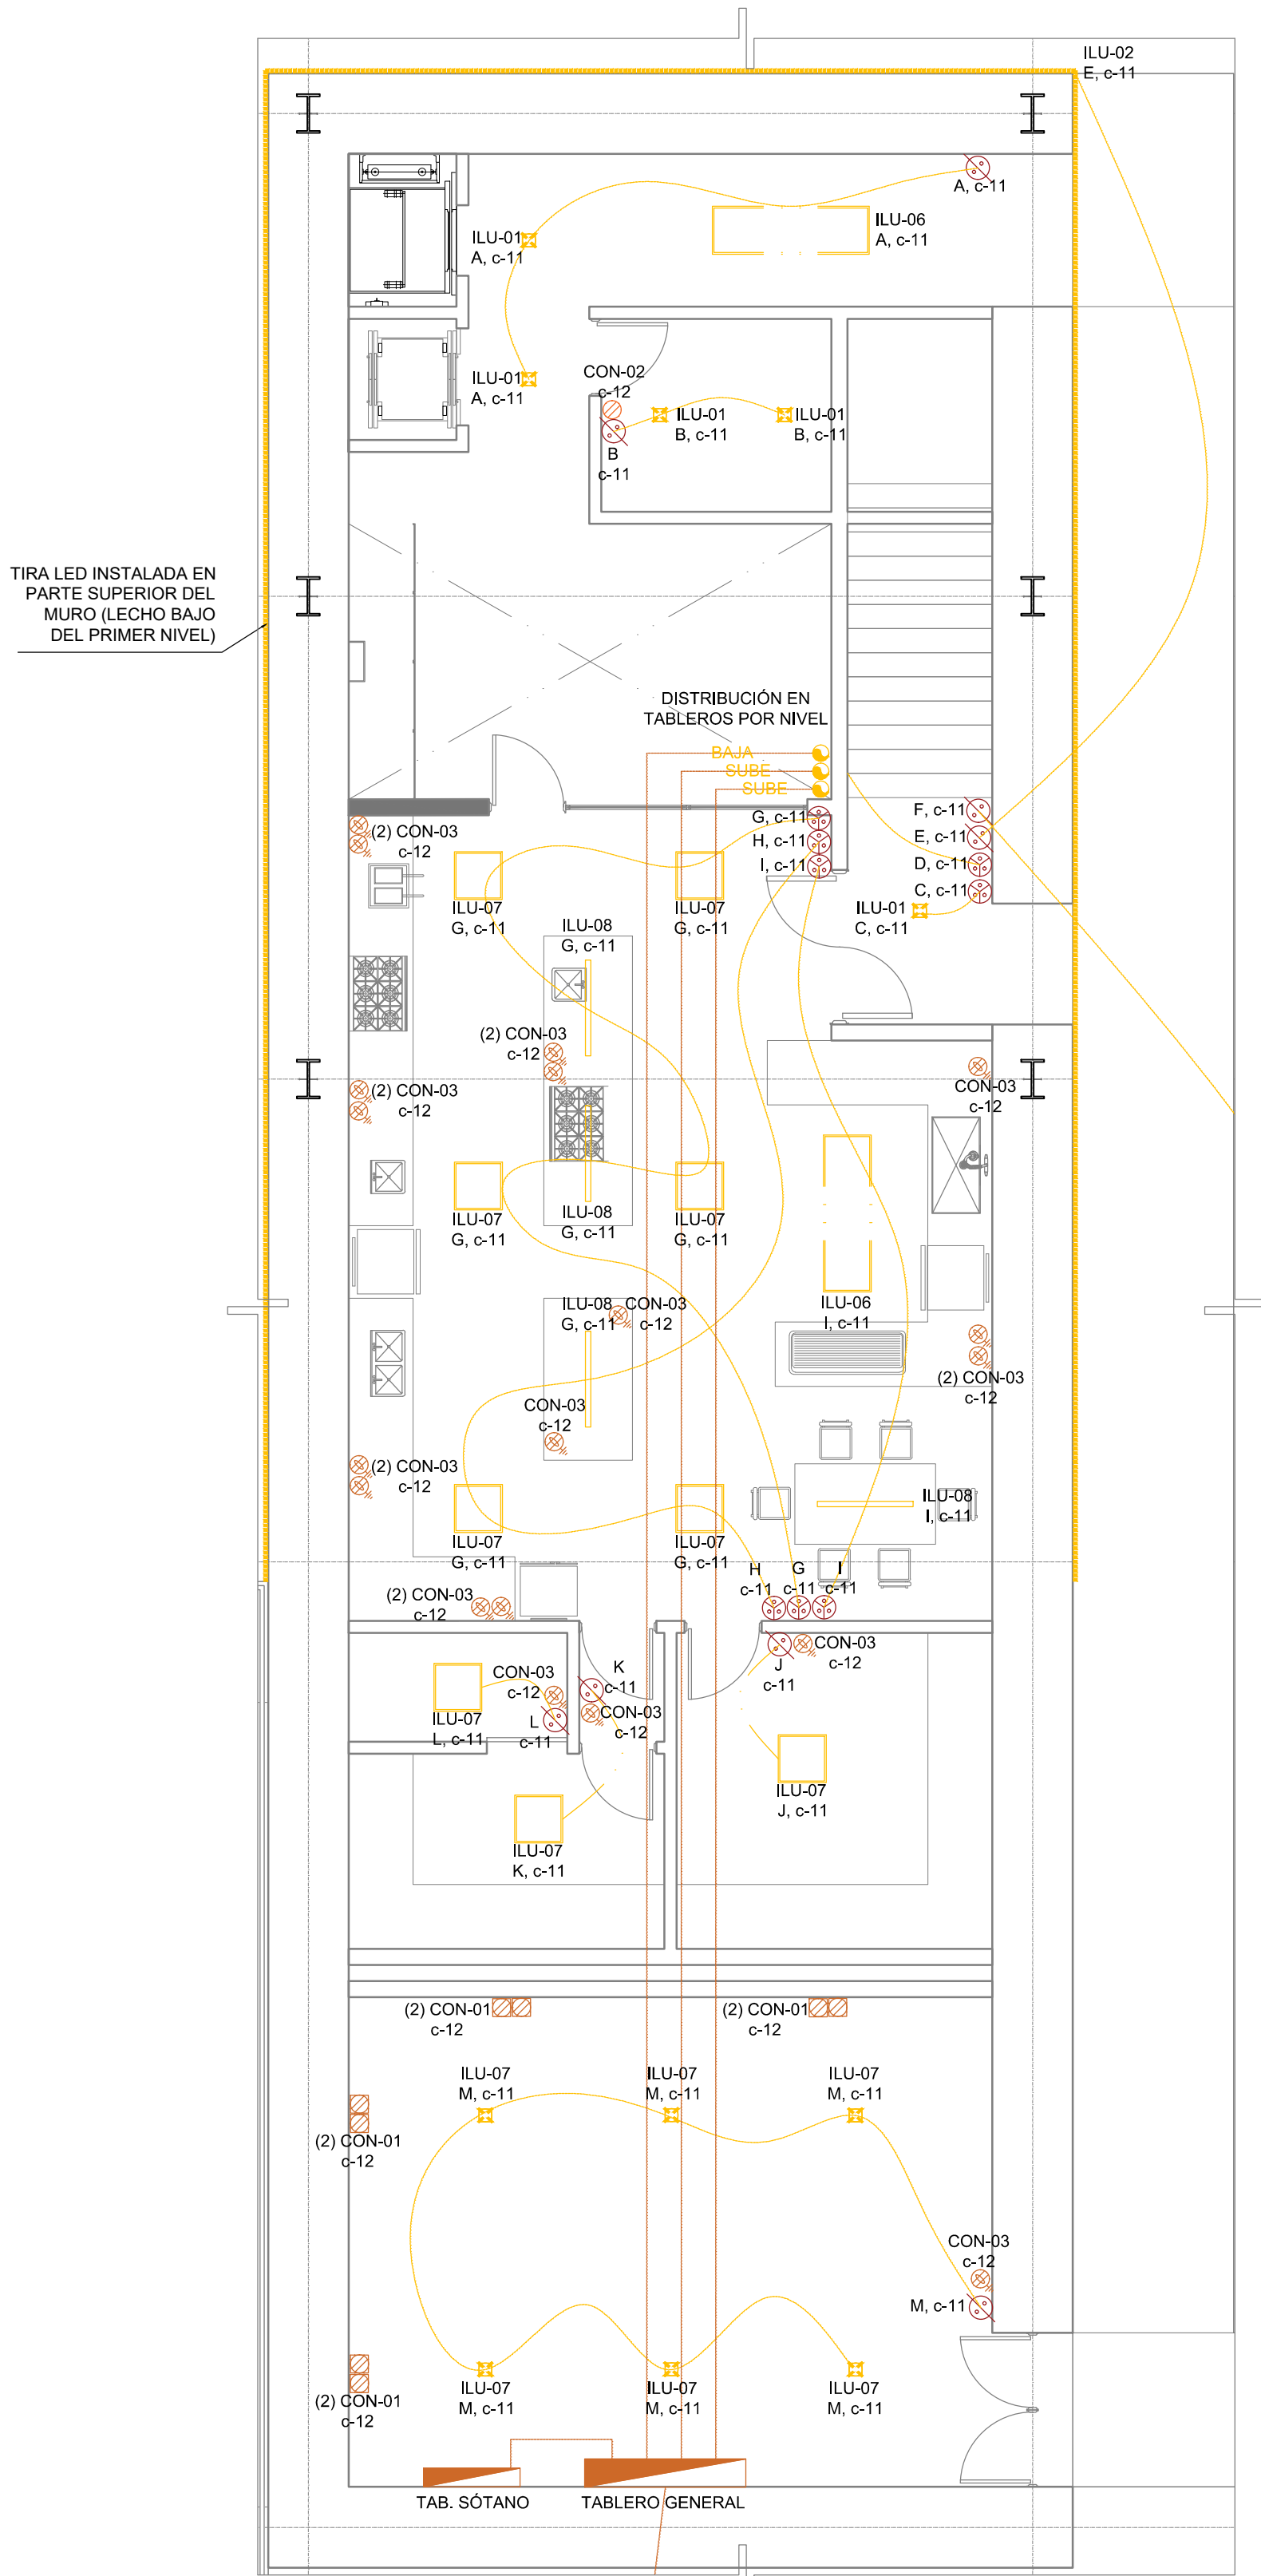 ILU-02
E, c-11
A, c-11
ILU-06
A, c-11
ILU-01
A, c-11
ILU-01
A, c-11
CON-02
c-12
ILU-01
B, c-11
ILU-01
B, c-11
B
c-11
TIRA LED INSTALADA EN
PARTE SUPERIOR DEL
MURO (LECHO BAJO
DEL PRIMER NIVEL)
DISTRIBUCIÓN EN
TABLEROS POR NIVEL
BAJA
SUBE
SUBE
G, c-11
H, c-11
I, c-11
F, c-11
E, c-11
D, c-11
C, c-11
(2) CON-03
c-12
ILU-07
G, c-11
ILU-07
G, c-11
ILU-01
C, c-11
ILU-08
G, c-11
(2) CON-03
c-12
CON-03
c-12
(2) CON-03
c-12
ILU-07
G, c-11
ILU-08
G, c-11
ILU-07
G, c-11
ILU-06
I, c-11
ILU-08
G, c-11
CON-03
c-12
(2) CON-03
c-12
CON-03
c-12
(2) CON-03
c-12
ILU-08
I, c-11
ILU-07
G, c-11
ILU-07
G, c-11
H
c-11
G
c-11
I
c-11
(2) CON-03
c-12
J
c-11
CON-03
c-12
K
c-11
CON-03
c-12
CON-03
c-12
ILU-07
L, c-11
L
c-11
ILU-07
J, c-11
ILU-07
K, c-11
(2) CON-01
c-12
(2) CON-01
c-12
ILU-07
M, c-11
ILU-07
M, c-11
ILU-07
M, c-11
(2) CON-01
c-12
CON-03
c-12
M, c-11
(2) CON-01
c-12
ILU-07
M, c-11
ILU-07
M, c-11
ILU-07
M, c-11
TAB. SÓTANO
TABLERO GENERAL